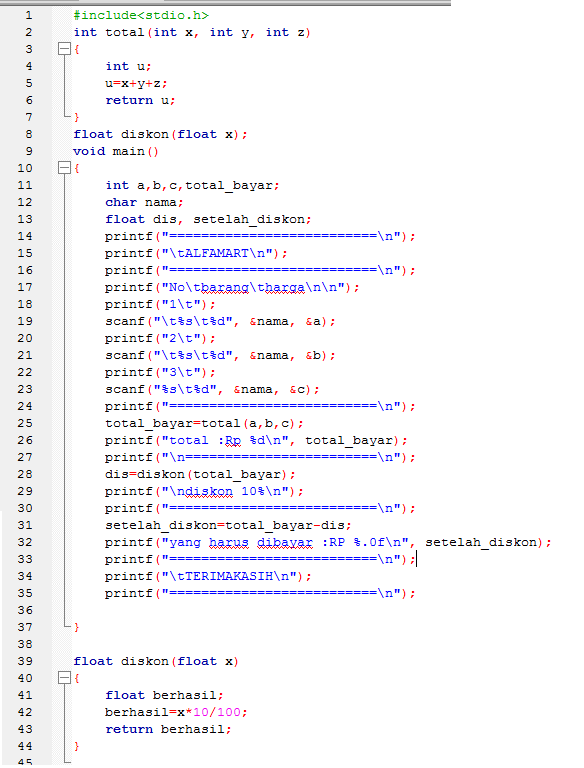 1 #include<stdio.h>
2 int total(int x, int y, int z)
3 {
4     int u;
5     u=x+y+z;
6     return u;
7 }
8 float diskon(float x);
9 void main()
10 {
11     int a,b,c,total_bayar;
12     char nama;
13     float dis, setelah_diskon;
14     printf("==========================\n");
15     printf("\tALFAMART\n");
16     printf("==========================\n");
17     printf("No\tbarang\tharga\n\n");
18     printf("1\t");
19     scanf("\t%s\t%d", &nama, &a);
20     printf("2\t");
21     scanf("\t%s\t%d", &nama, &b);
22     printf("3\t");
23     scanf("%s\t%d", &nama, &c);
24     printf("==========================\n");
25     total_bayar=total(a,b,c);
26     printf("total :Rp %d\n", total_bayar);
27     printf("\n========================\n");
28     dis=diskon(total_bayar);
29     printf("\ndiskon 10%\n");
30     printf("==========================\n");
31     setelah_diskon=total_bayar-dis;
32     printf("yang harus dibayar :RP %.0f\n", setelah_diskon);
33     printf("==========================\n");
34     printf("\tTERIMAKASIH\n");
35     printf("==========================\n");
36
37 }
38
39 float diskon(float x)
40 {
41     float berhasil;
42     berhasil=x*10/100;
43     return berhasil;
44 }
45